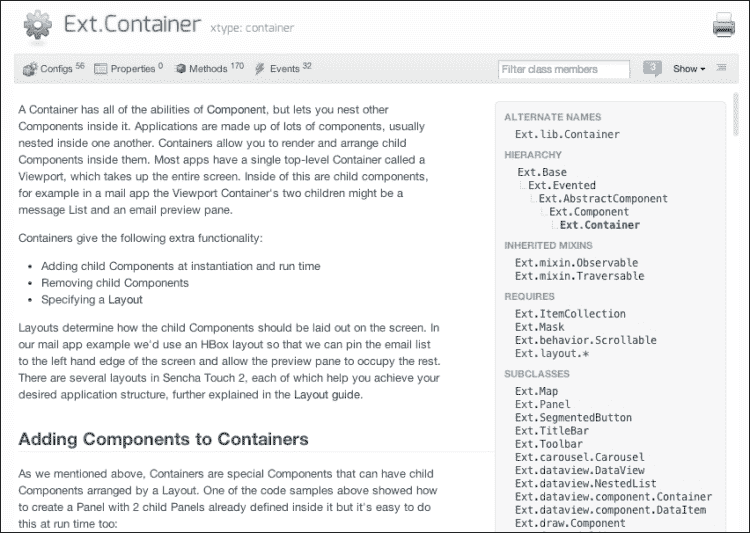 Ext.Container xtype: container
Configs 56 Properties 0 Methods 170 Events 32 Filter class members 3 Show
A Container has all of the abilities of Component, but lets you nest other
Components inside it. Applications are made up of lots of components, usually
nested inside one another. Containers allow you to render and arrange child
Components inside them. Most apps have a single top-level Container called a
Viewport, which takes up the entire screen. Inside of this are child components,
for example in a mail app the Viewport Container's two children might be a
message List and an email preview pane.
Containers give the following extra functionality:
• Adding child Components at instantiation and run time
• Removing child Components
• Specifying a Layout
Layouts determine how the child Components should be laid out on the screen. In
our mail app example we'd use an HBox layout so that we can pin the email list
to the left hand edge of the screen and allow the preview pane to occupy the rest.
There are several layouts in Sencha Touch 2, each of which help you achieve your
desired application structure, further explained in the Layout guide.
Adding Components to Containers
As we mentioned above, Containers are special Components that can have child
Components arranged by a Layout. One of the code samples above showed how
to create a Panel with 2 child Panels already defined inside it but it's easy to do
this at run time too:
ALTERNATE NAMES
Ext.lib.Container
HIERARCHY
Ext.Base
Ext.Evented
Ext.AbstractComponent
Ext.Component
Ext.Container
INHERITED MIXINS
Ext.mixin.Observable
Ext.mixin.Traversable
REQUIRES
Ext.ItemCollection
Ext.Mask
Ext.behavior.Scrollable
Ext.layout.*
SUBCLASSES
Ext.Map
Ext.Panel
Ext.SegmentedButton
Ext.TitleBar
Ext.Toolbar
Ext.carousel.Carousel
Ext.dataview.DataView
Ext.dataview.NestedList
Ext.dataview.component.Container
Ext.dataview.component.DataItem
Ext.draw.Component